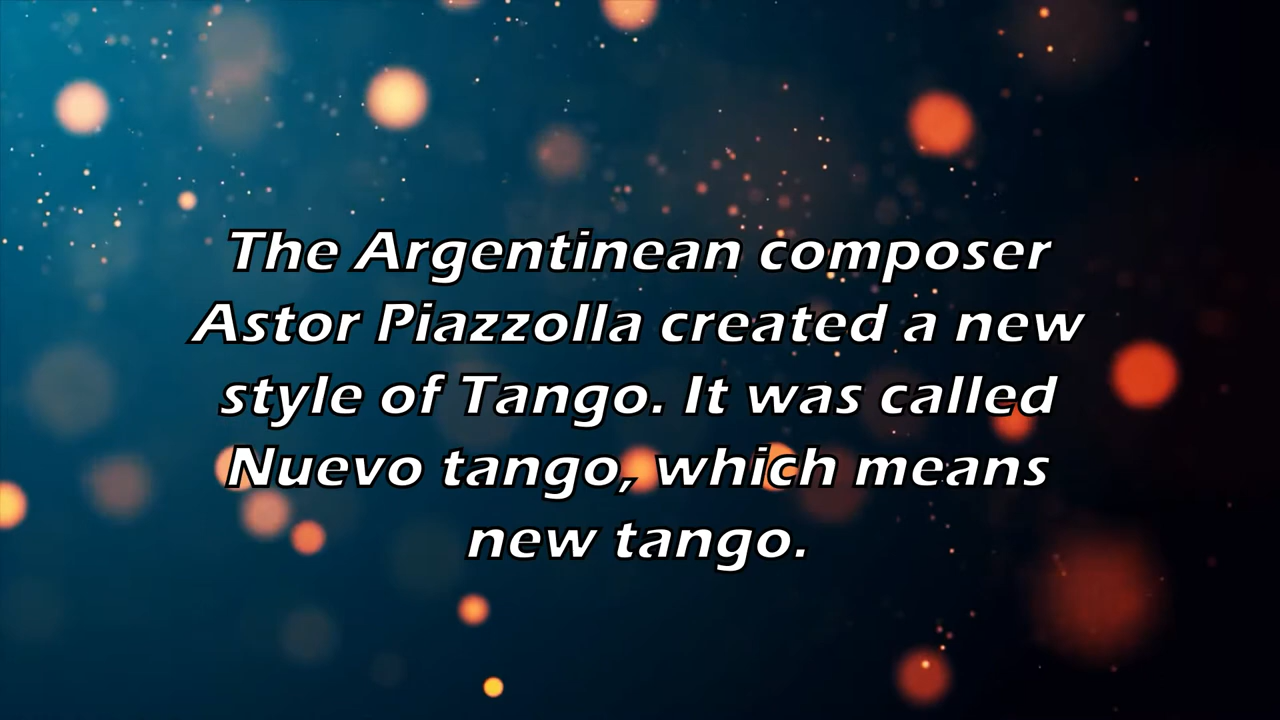 The Argentinean composer
Astor Piazzolla created a new
style of Tango. It was called
Nuevo tango, which means
new tango.